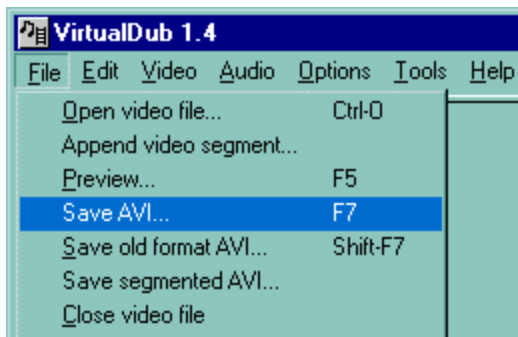 VirtualDub 1.4
File Edit Video Audio Options Tools Help
Open video file... Ctrl-O
Append video segment...
Preview... F5
Save AVI... F7
Save old format AVI... Shift-F7
Save segmented AVI...
Close video file